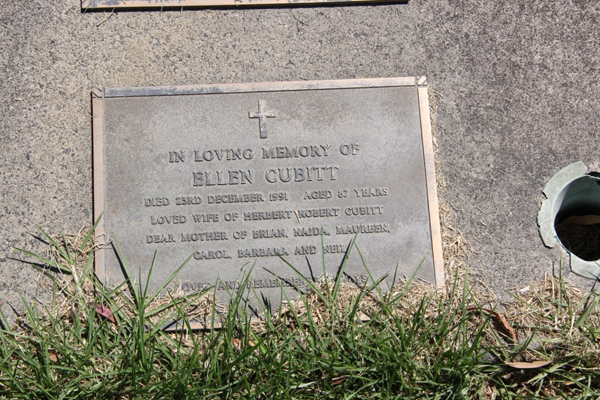 IN LOVING MEMORY OF
ELLEN CUBITT
DIED 23RD DECEMBER 1991 AGED 87 YEARS
LOVED WIFE OF HERBERT ROBERT CUBITT
DEAR MOTHER OF BRIAN, NAIDA, MAUREEN,
CAROL, BARBARA AND NEIL.
AND